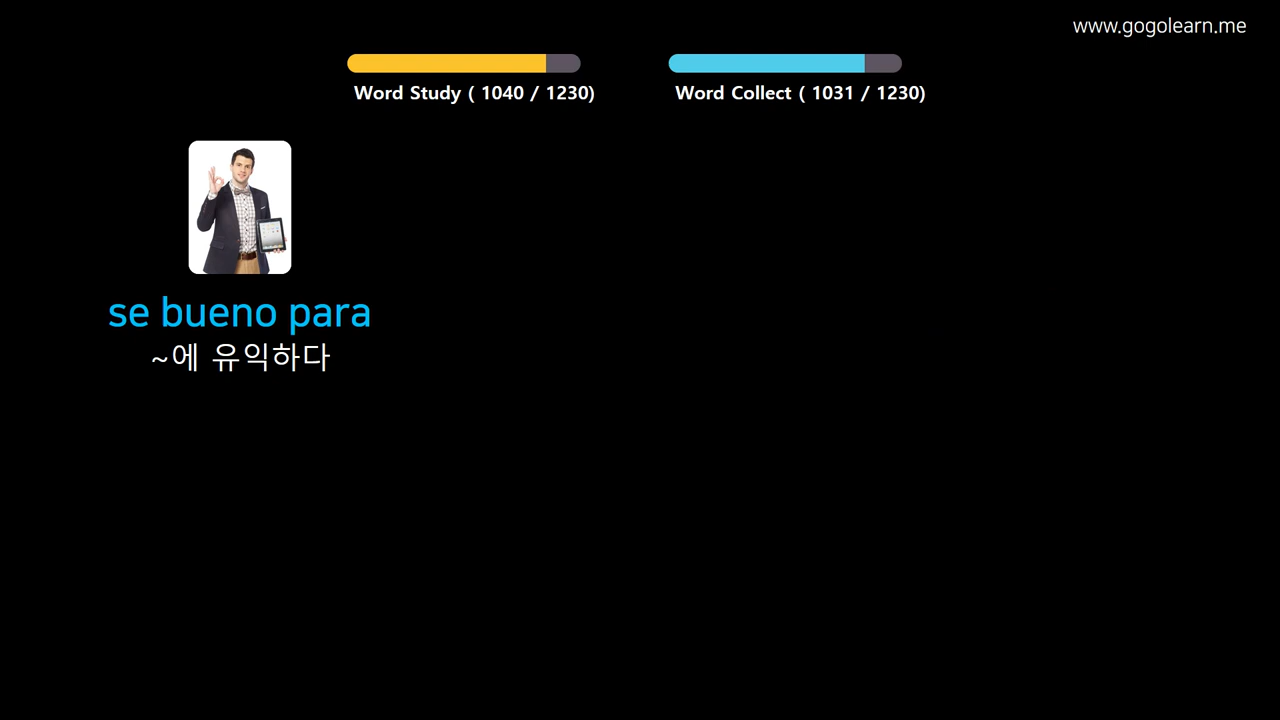 www.gogolearn.me
Word Study ( 1040 / 1230)
Word Collect ( 1031 / 1230)
se bueno para
~에 유익하다